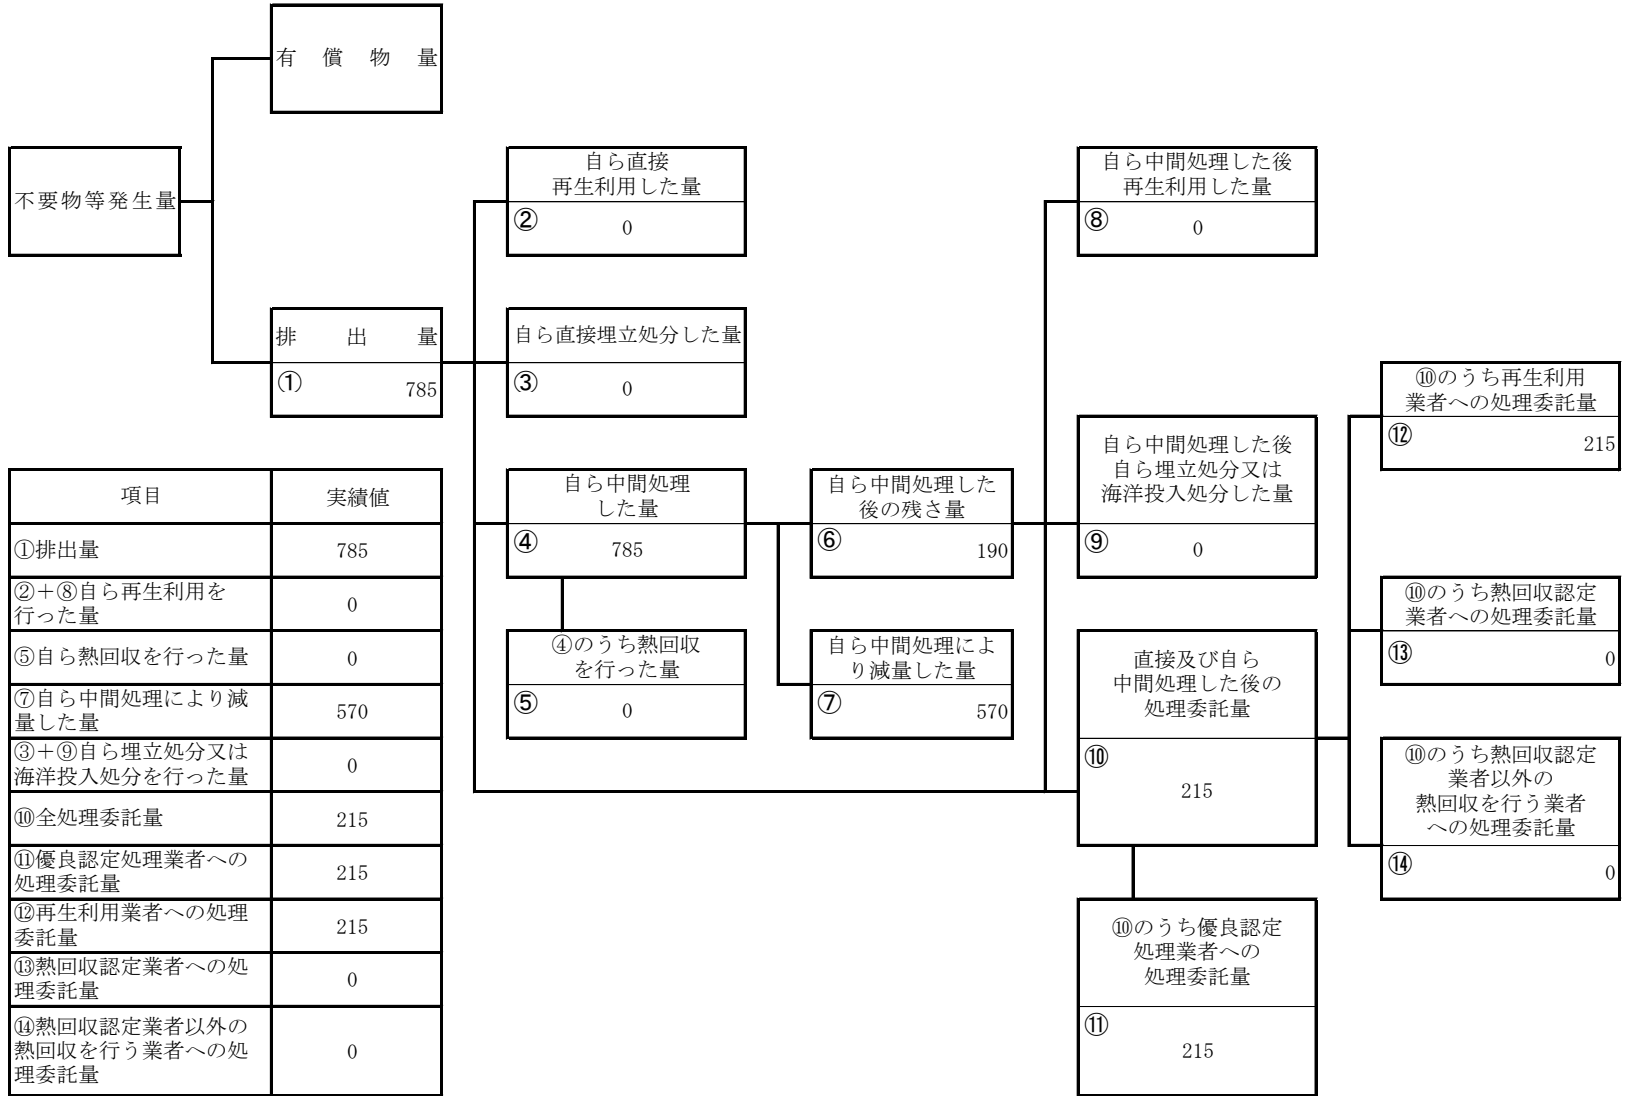 有償物量
不要物等発生量
排出量
① 785
自ら直接
再生利用した量
② 0
自ら直接埋立処分した量
③ 0
自ら中間処理
した量
④ 785
④のうち熱回収
を行った量
⑤ 0
自ら中間処理した
後の残さ量
⑥ 190
自ら中間処理によ
り減量した量
⑦ 570
自ら中間処理した後
再生利用した量
⑧ 0
自ら中間処理した後
自ら埋立処分又は
海洋投入処分した量
⑨ 0
直接及び自ら
中間処理した後の
処理委託量
⑩
215
⑩のうち優良認定
処理業者への
処理委託量
⑪
215
⑩のうち再生利用
業者への処理委託量
⑫ 215
⑩のうち熱回収認定
業者への処理委託量
⑬ 0
⑩のうち熱回収認定
業者以外の
熱回収を行う業者
への処理委託量
⑭ 0
項目 実績値
①排出量 785
②+⑧自ら再生利用を
行った量 0
⑤自ら熱回収を行った量 0
⑦自ら中間処理により減
量した量 570
③+⑨自ら埋立処分又は
海洋投入処分を行った量 0
⑩全処理委託量 215
⑪優良認定処理業者への
処理委託量 215
⑫再生利用業者への処理
委託量 215
⑬熱回収認定業者への処
理委託量 0
⑭熱回収認定業者以外の
熱回収を行う業者への処
理委託量 0